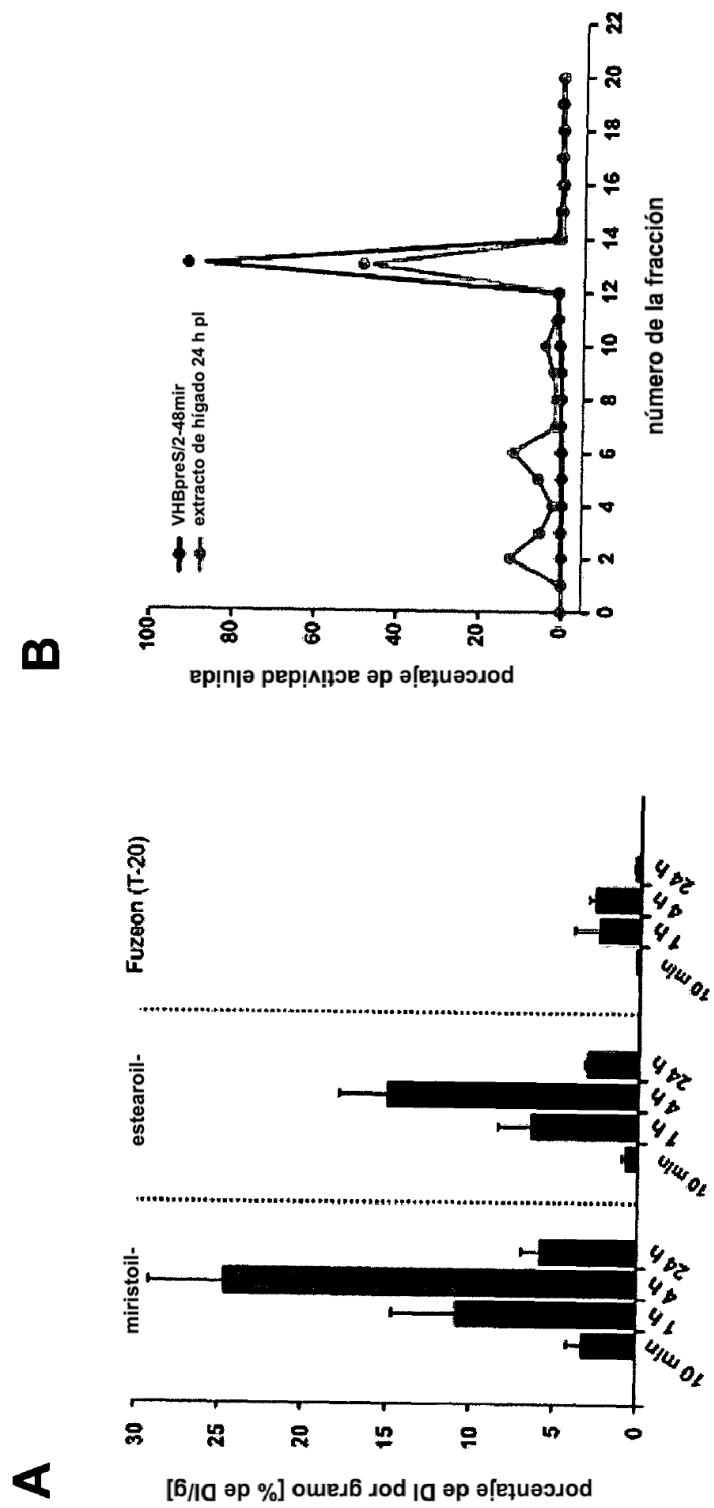 A
porcentaje de DI por gramo [% de DI/g]
30
25
20
15
10
5
0
miristoil-
estearoil-
Fuzeon (T-20)
10 min
1 h
4 h
24 h
10 min
1 h
4 h
24 h
10 min
1 h
4 h
24 h
B
porcentaje de actividad eluida
100
80
60
40
20
0
VHBpreS/2-48mir
extracto de hígado 24 h pI
0
2
4
6
8
10
12
14
16
18
20
22
número de la fracción